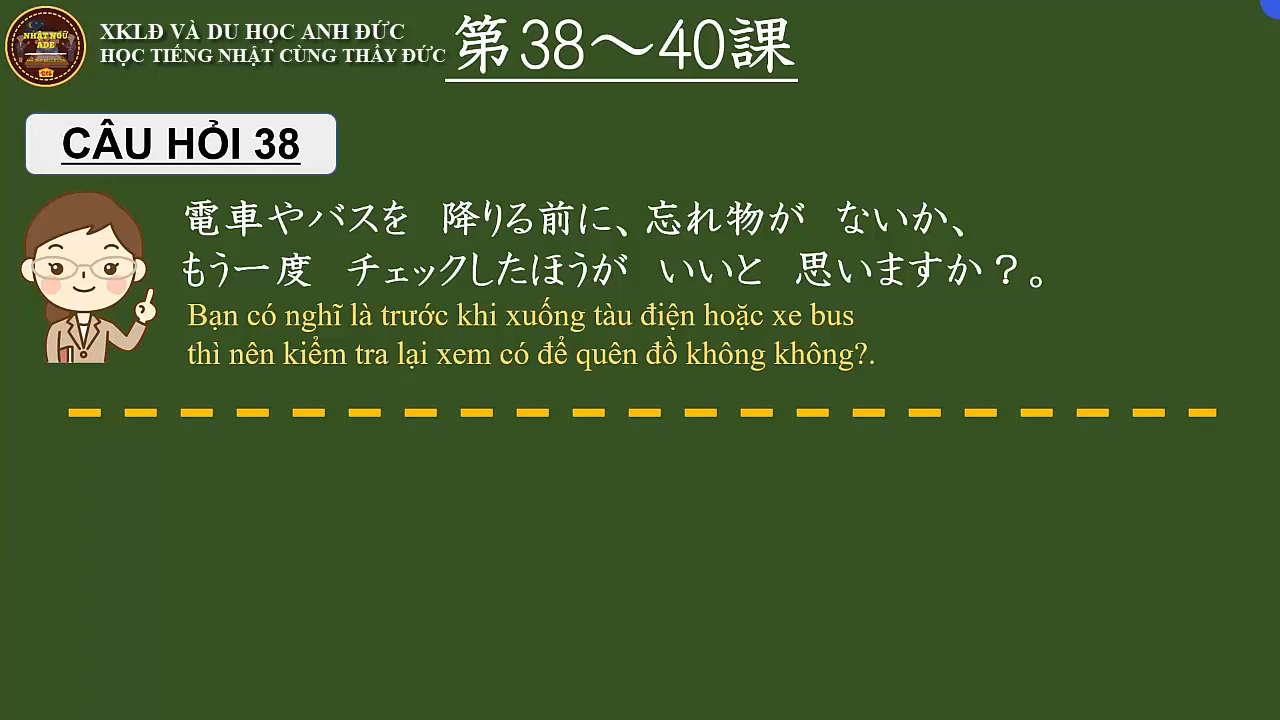 NHẬT NGỮ
ADE
XKLĐ VÀ DU HỌC ANH ĐỨC
HỌC TIẾNG NHẬT CÙNG THẦY ĐỨC
第38～40課
CÂU HỎI 38
電車やバスを 降りる前に、忘れ物が ないか、
もう一度 チェックしたほうが いいと 思いますか？。
Bạn có nghĩ là trước khi xuống tàu điện hoặc xe bus
thì nên kiểm tra lại xem có để quên đồ không không?.